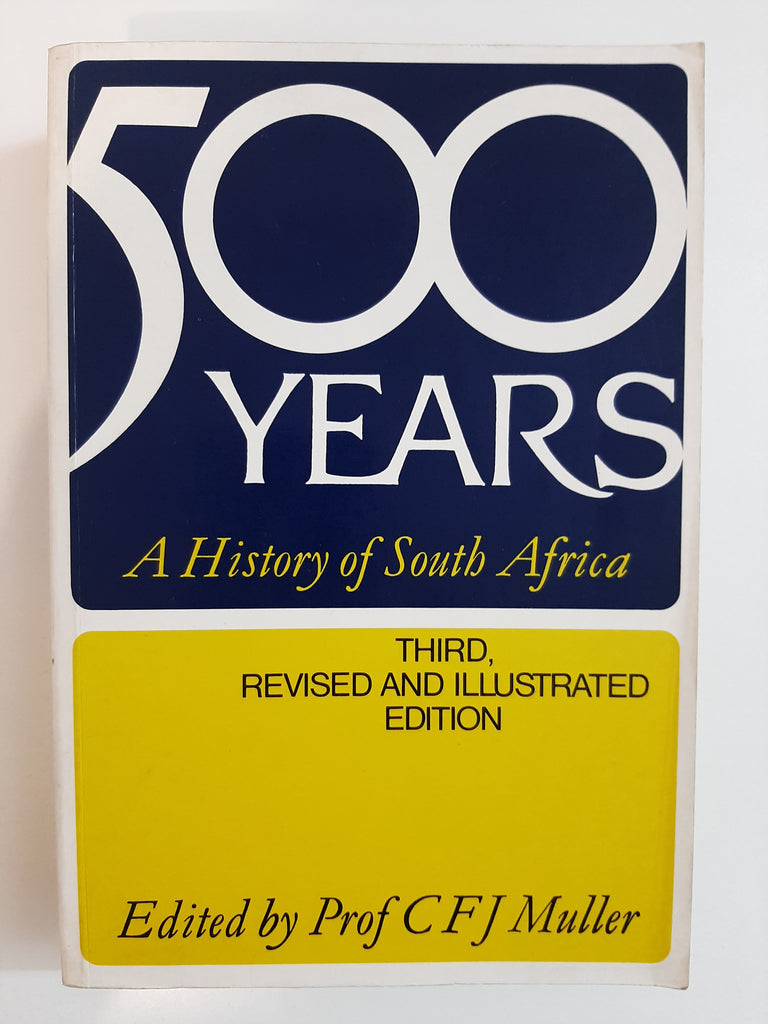 500
YEARS
A History of South Africa
THIRD,
REVISED AND ILLUSTRATED
EDITION
Edited by Prof C F J Muller